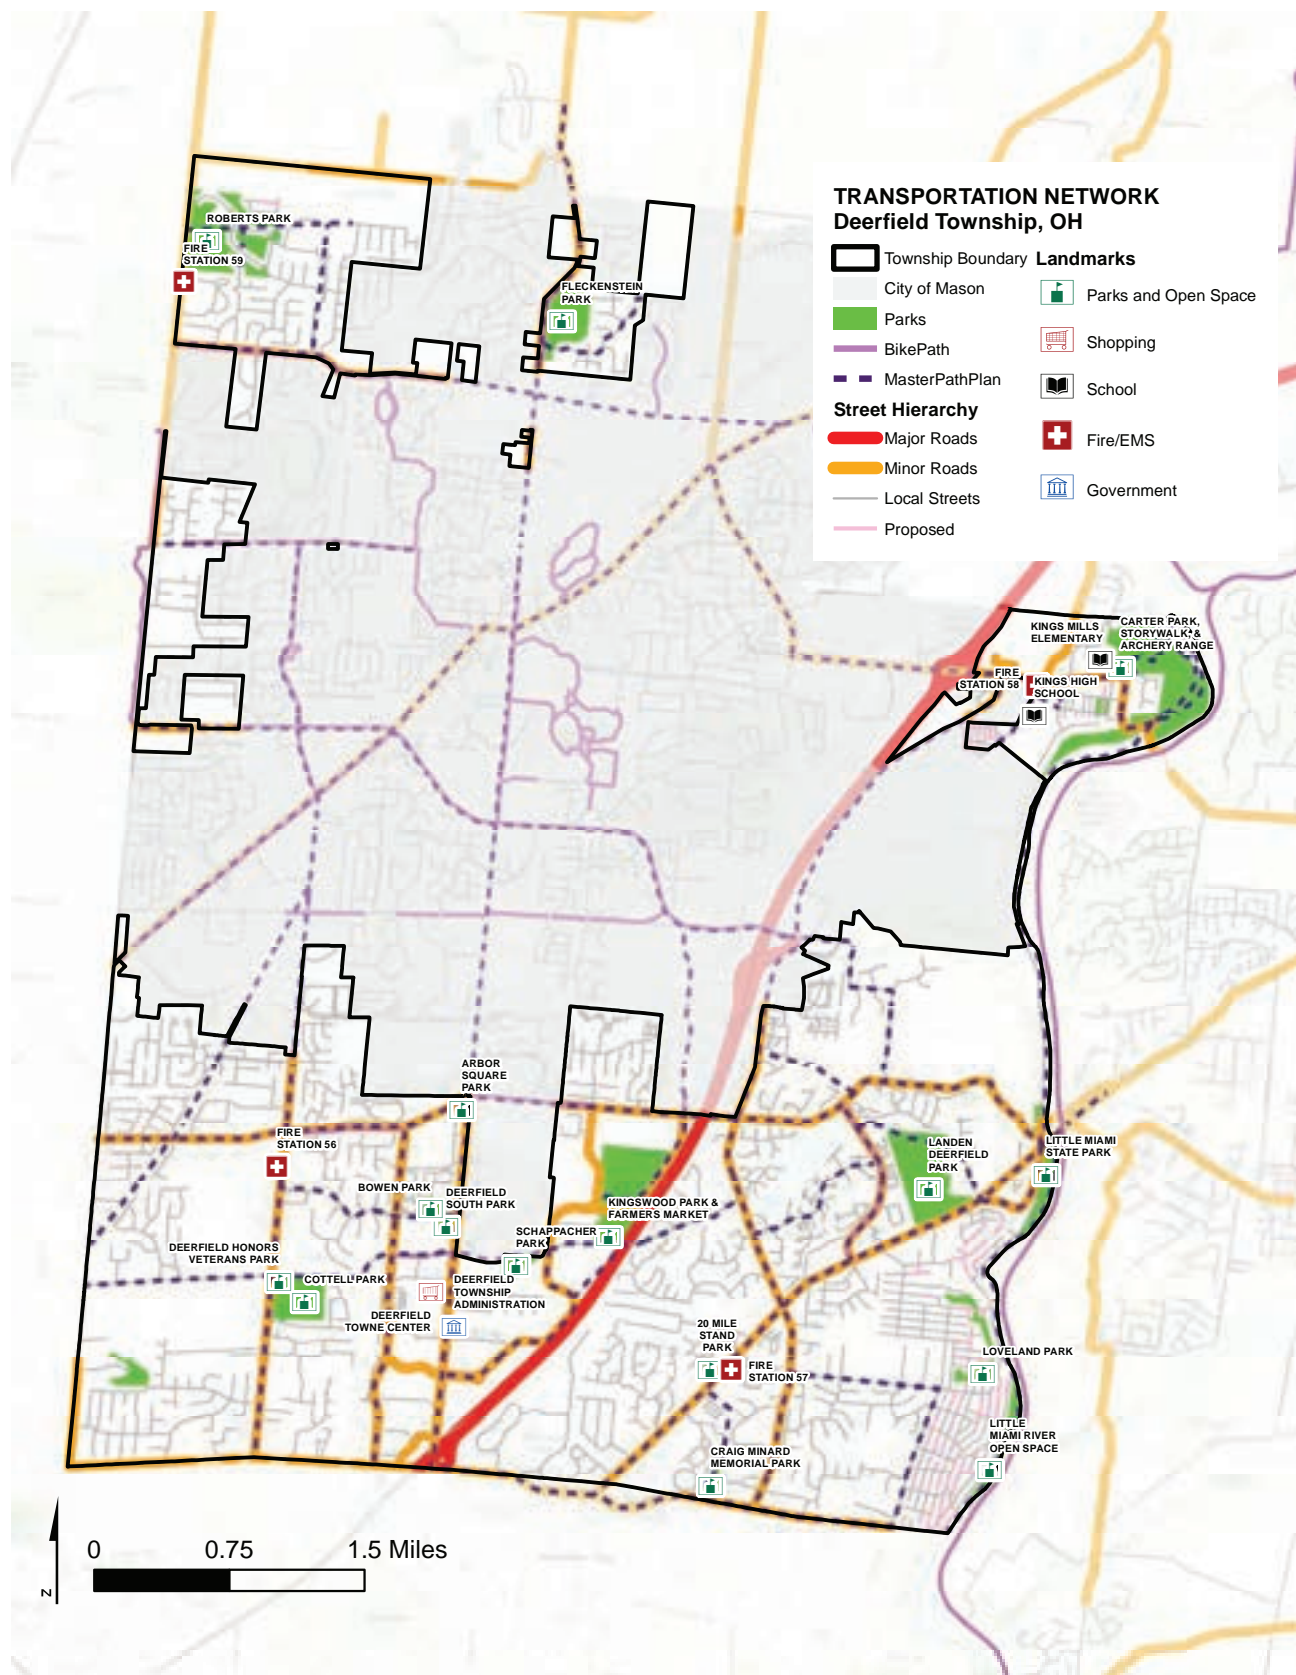 TRANSPORTATION NETWORK
Deerfield Township, OH
Township Boundary
City of Mason
Parks
BikePath
MasterPathPlan
Street Hierarchy
Major Roads
Minor Roads
Local Streets
Proposed
Landmarks
Parks and Open Space
Shopping
School
Fire/EMS
Government
ROBERTS PARK
FIRE
STATION 59
FLECKENSTEIN
PARK
KINGS MILLS
ELEMENTARY
CARTER PARK,
STORYWALK, &
ARCHERY RANGE
FIRE
STATION 58
KINGS HIGH
SCHOOL
ARBOR
SQUARE
PARK
FIRE
STATION 56
BOWEN PARK
DEERFIELD
SOUTH PARK
SCHAPPACHER
PARK
KINGSWOOD PARK &
FARMERS MARKET
LANDEN
DEERFIELD
PARK
LITTLE MIAMI
STATE PARK
DEERFIELD HONORS
VETERANS PARK
COTTELL PARK
DEERFIELD
TOWNSHIP
ADMINISTRATION
DEERFIELD
TOWNE CENTER
20 MILE
STAND
PARK
FIRE
STATION 57
LOVELAND PARK
LITTLE
MIAMI RIVER
OPEN SPACE
CRAIG MINARD
MEMORIAL PARK
0 0.75 1.5 Miles
N